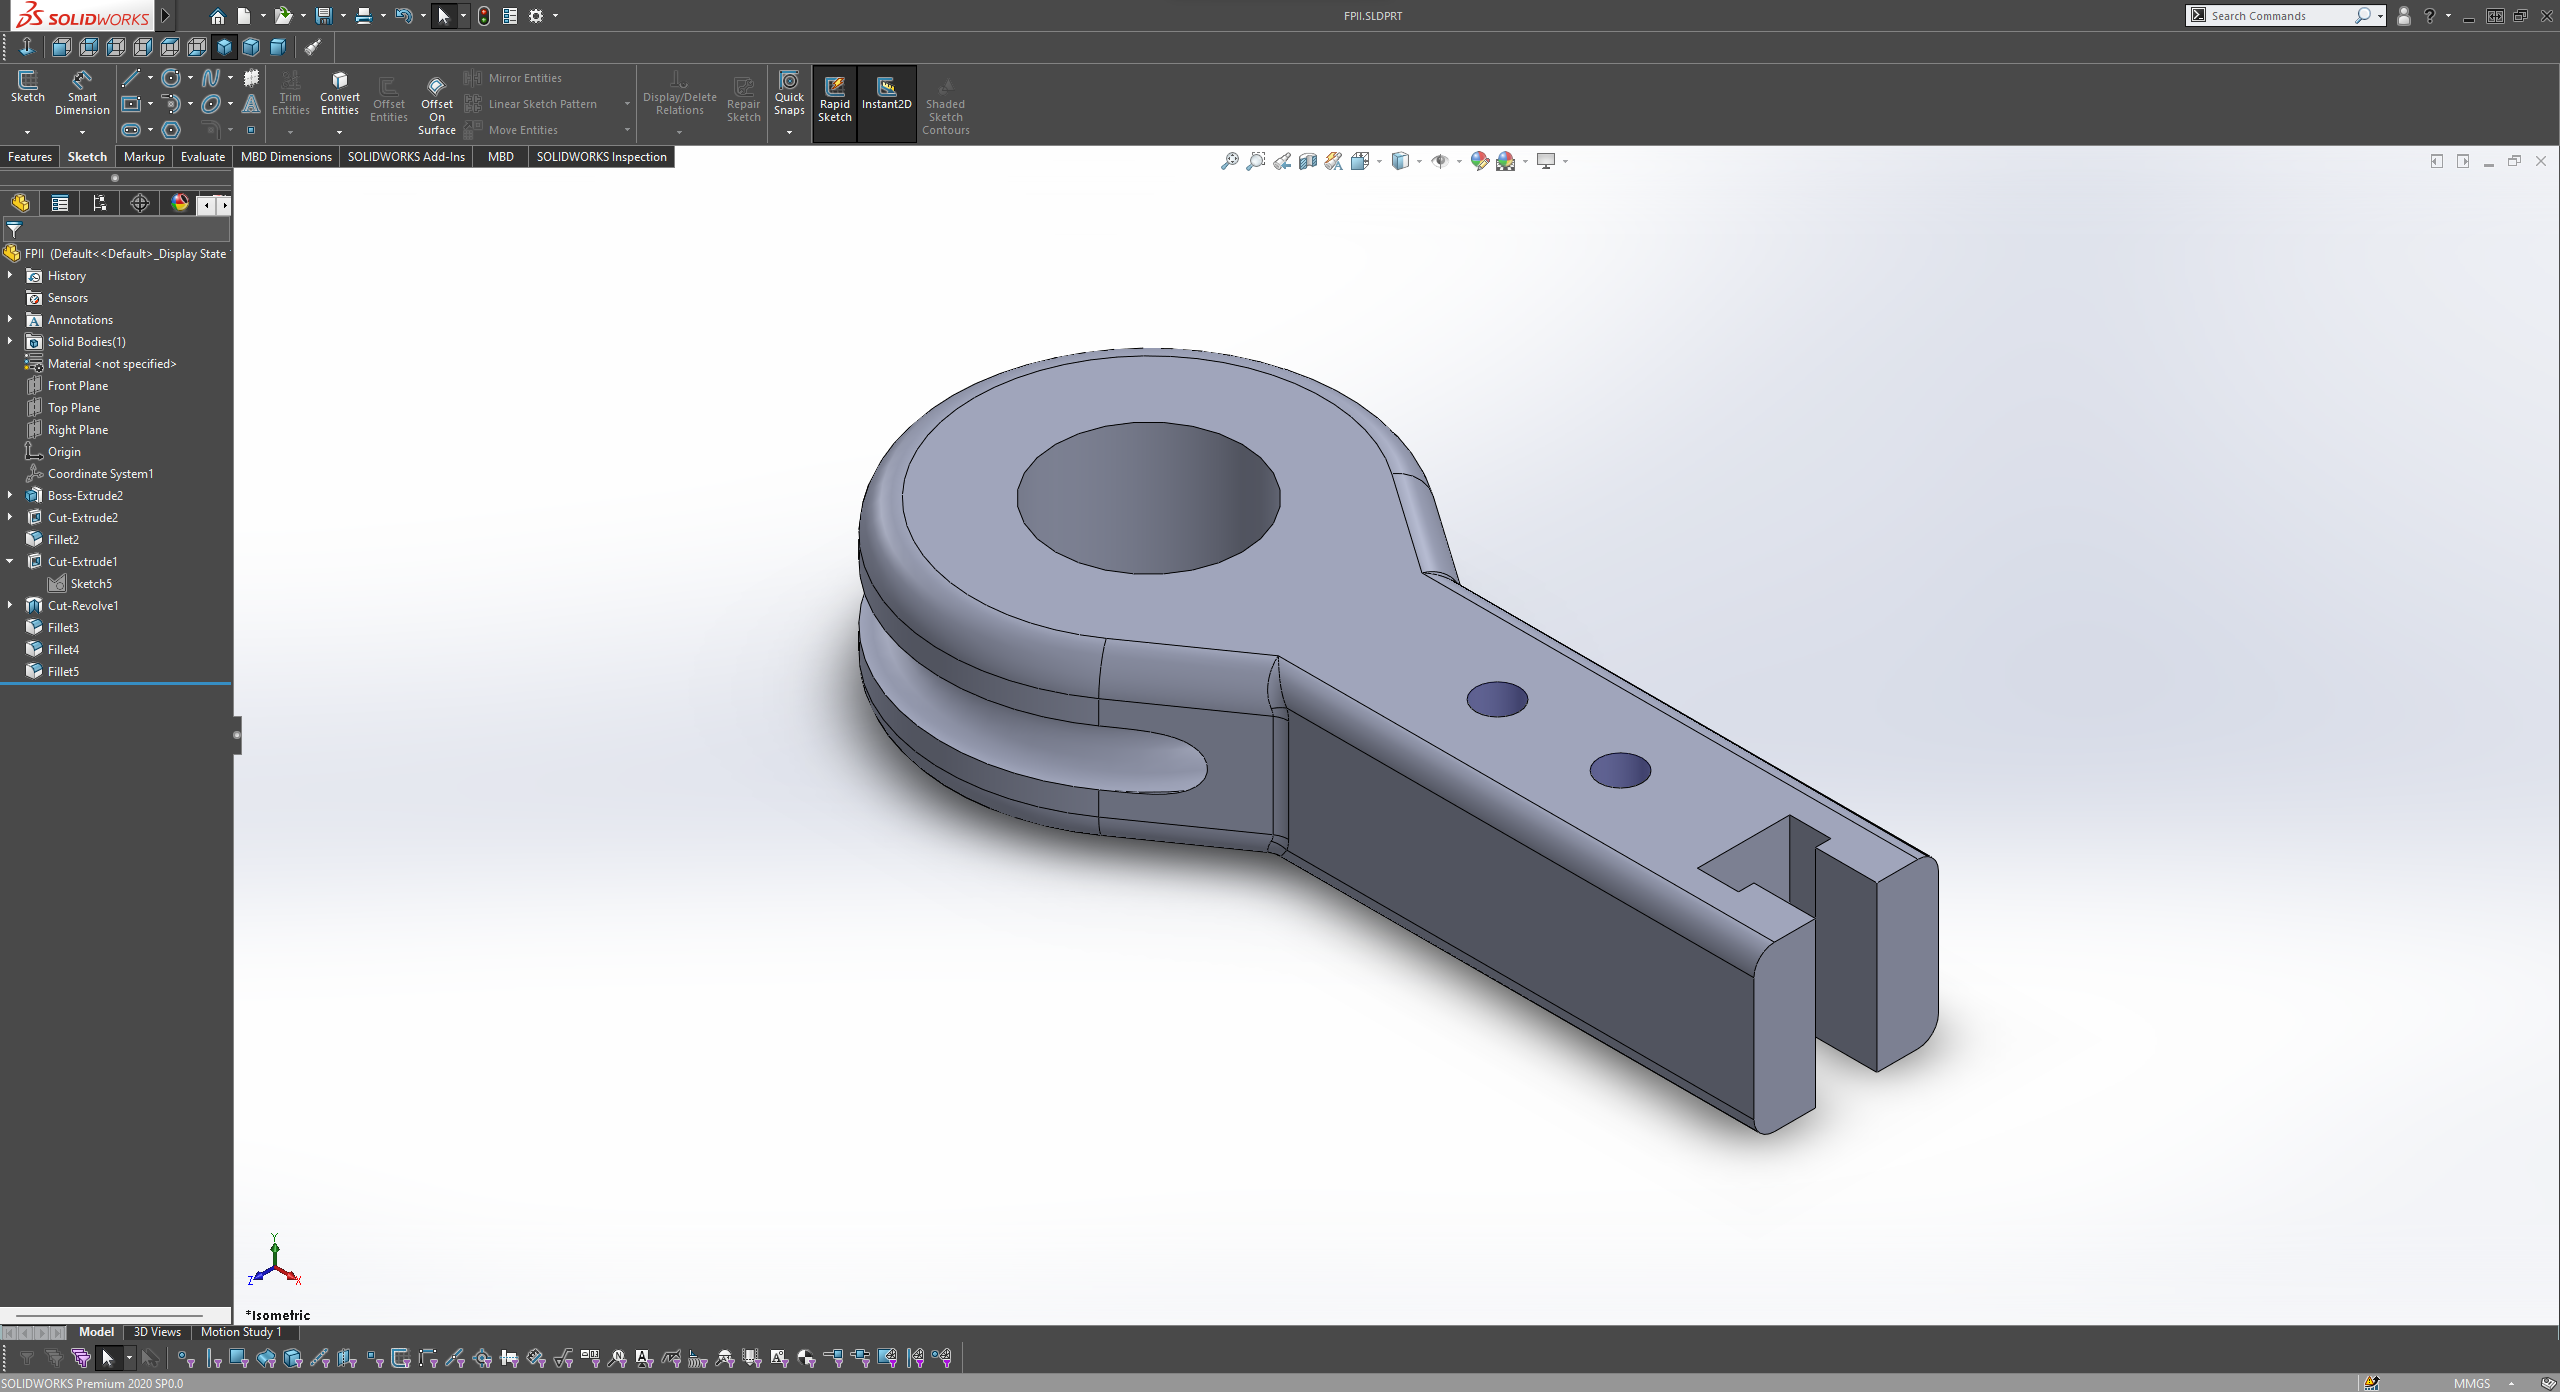 SOLIDWORKS
FPII.SLDPRT
Search Commands
Sketch
Smart Dimension
Trim Entities
Convert Entities
Offset Entities
Offset On Surface
Mirror Entities
Linear Sketch Pattern
Move Entities
Display/Delete Relations
Repair Sketch
Quick Snaps
Rapid Sketch
Instant2D
Shaded Sketch Contours
Features Sketch Markup Evaluate MBD Dimensions SOLIDWORKS Add-Ins MBD SOLIDWORKS Inspection
FPII (Default<<Default>_Display State
History
Sensors
Annotations
Solid Bodies(1)
Material <not specified>
Front Plane
Top Plane
Right Plane
Origin
Coordinate System1
Boss-Extrude2
Cut-Extrude2
Fillet2
Cut-Extrude1
Sketch5
Cut-Revolve1
Fillet3
Fillet4
Fillet5
Y
Z X
*Isometric
Model 3D Views Motion Study 1
SOLIDWORKS Premium 2020 SP0.0
MMGS